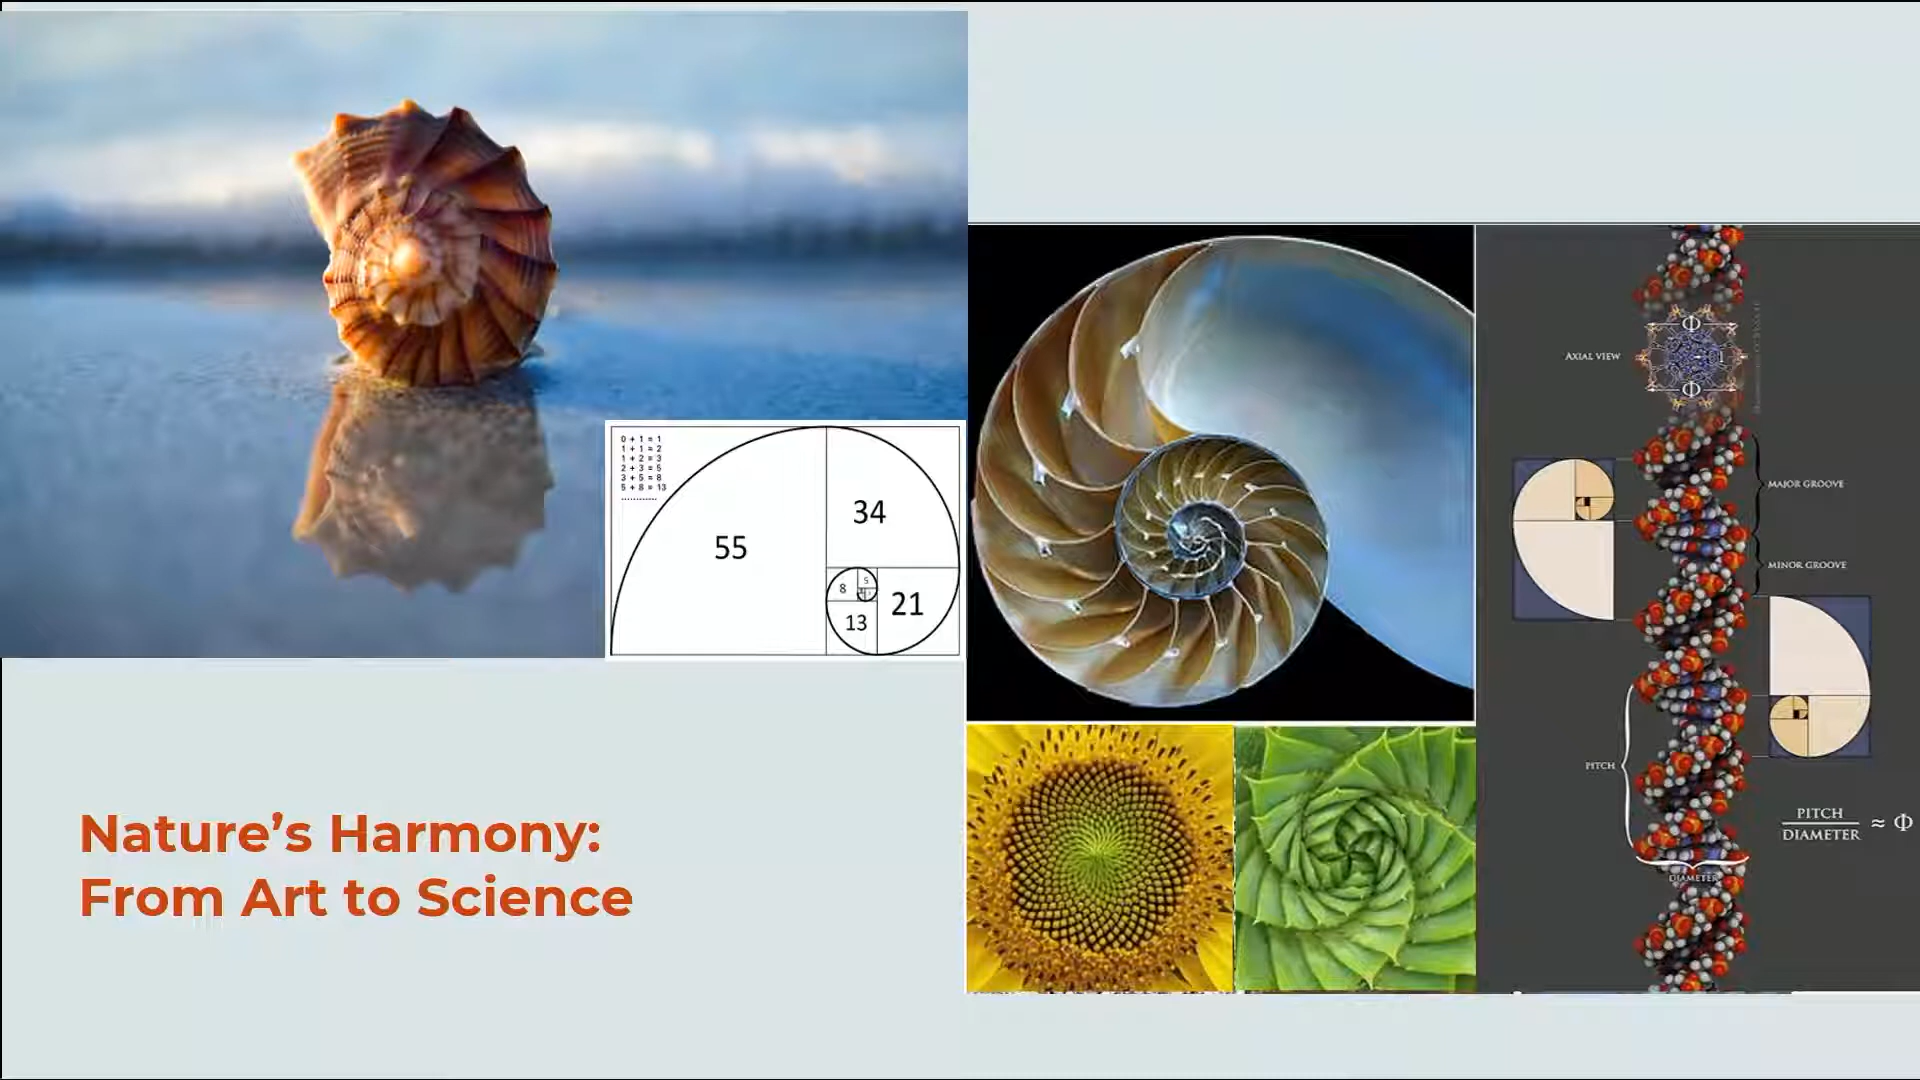 0 + 1 = 1
1 + 1 = 2
1 + 2 = 3
2 + 3 = 5
3 + 5 = 8
5 + 8 = 13
............
55
34
8
5
13
21
Nature’s Harmony:
From Art to Science
Φ
AXIAL VIEW
1
Φ
MAJOR GROOVE
MINOR GROOVE
PITCH
PITCH
DIAMETER
≈ Φ
DIAMETER